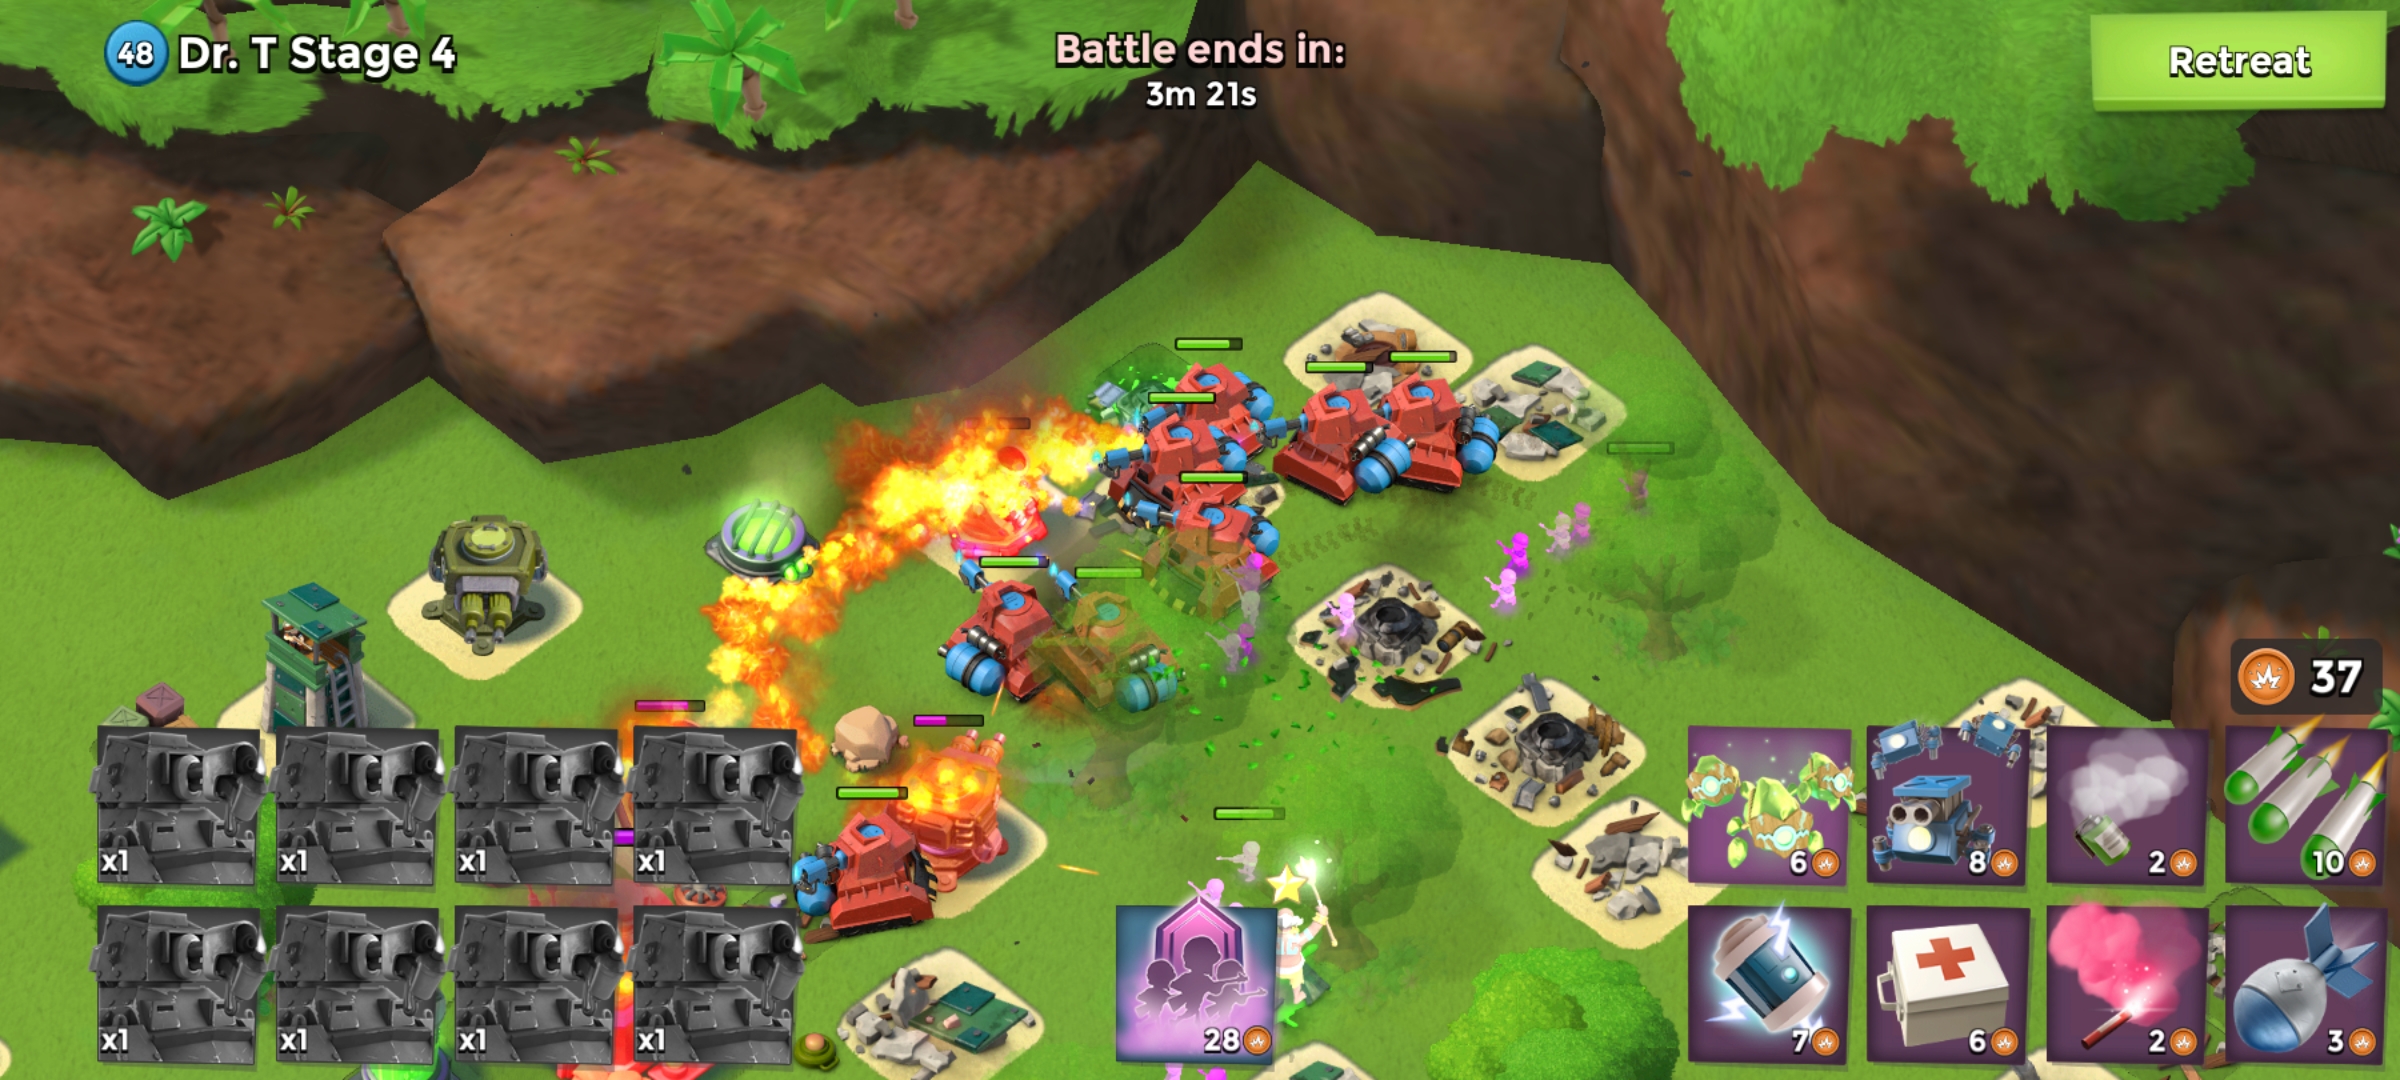 48 Dr. T Stage 4
Battle ends in:
3m 21s
Retreat
37
x1 x1 x1 x1
6 8 2 10
x1 x1 x1 x1
28
7 6 2 3